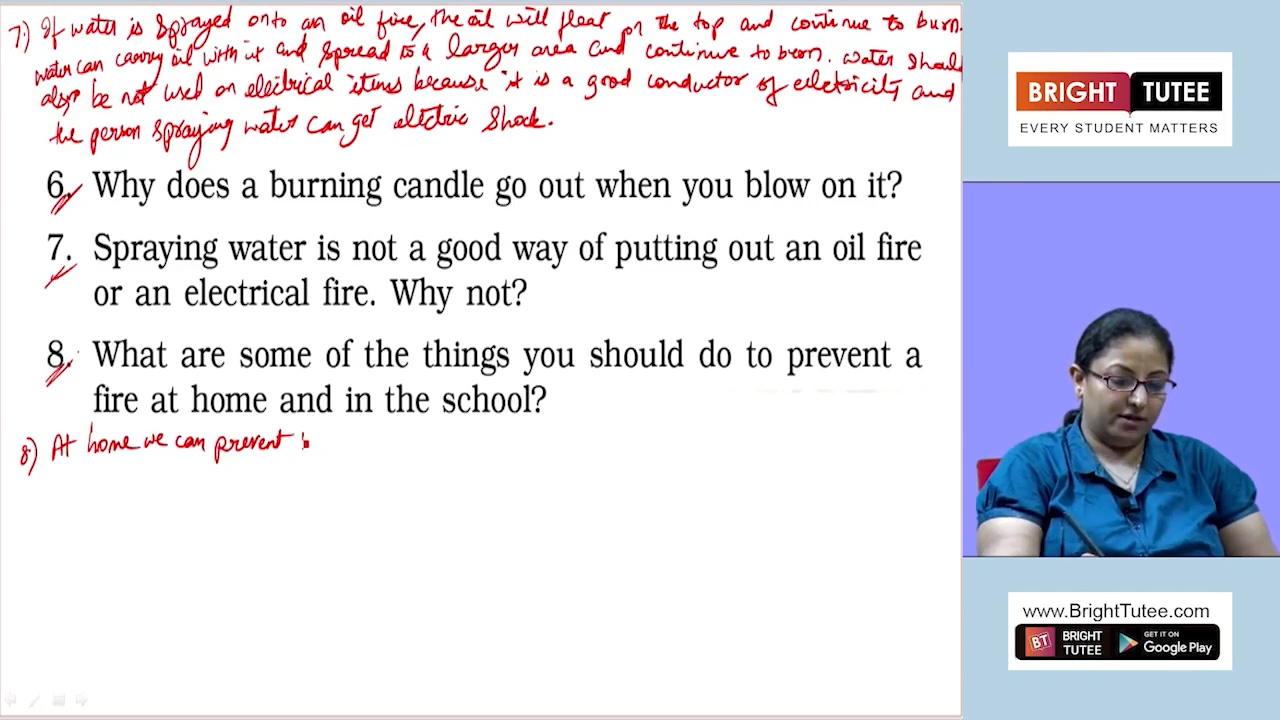 7.) If water is sprayed onto an oil fire, the oil will float on the top and continue to burn.
water can carry oil with it and spread to a larger area and continue to burn. water should
also be not used on electrical items because it is a good conductor of electricity and
the person spraying water can get electric shock.
6. Why does a burning candle go out when you blow on it?
7. Spraying water is not a good way of putting out an oil fire
or an electrical fire. Why not?
8. What are some of the things you should do to prevent a
fire at home and in the school?
8) At home we can prevent
BRIGHT TUTEE
EVERY STUDENT MATTERS
www.BrightTutee.com
BT BRIGHT TUTEE
GET IT ON
Google Play